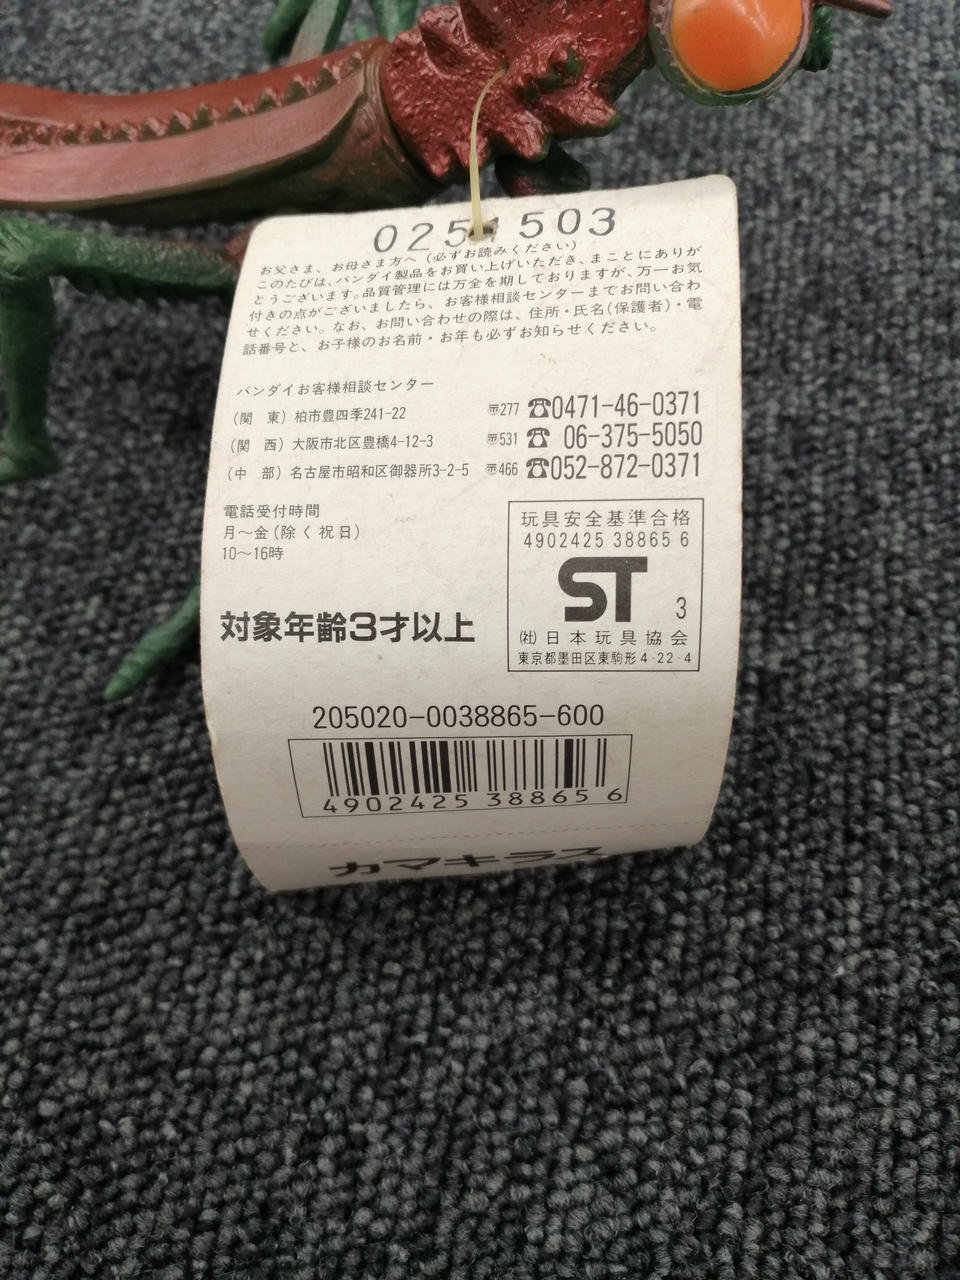 お父さま、お母さま方へ(必ずお読みください)
このたびは、バンダイ製品をお買い上げいただき、まことにありが
とうございます。品質管理には万全を期しておりますが、万一お気
付きの点がございましたら、お客様相談センターまでお問い合わ
せください。なお、お問い合わせの際は、住所・氏名(保護者)・電
話番号と、お子様のお名前・お年も必ずお知らせください。
バンダイお客様相談センター
(関 東) 柏市豊四季241-22 〠277 ☎0471-46-0371
(関 西) 大阪市北区豊橋4-12-3 〠531 ☎ 06-375-5050
(中 部) 名古屋市昭和区御器所3-2-5 〠466 ☎052-872-0371
電話受付時間
月〜金(除く祝日)
10〜16時
対象年齢3才以上
玩具安全基準合格
4902425 38865 6
ST 3
(社)日本玩具協会
東京都墨田区東駒形4-22-4
205020-0038865-600
4902425 38865 6
カマキラス